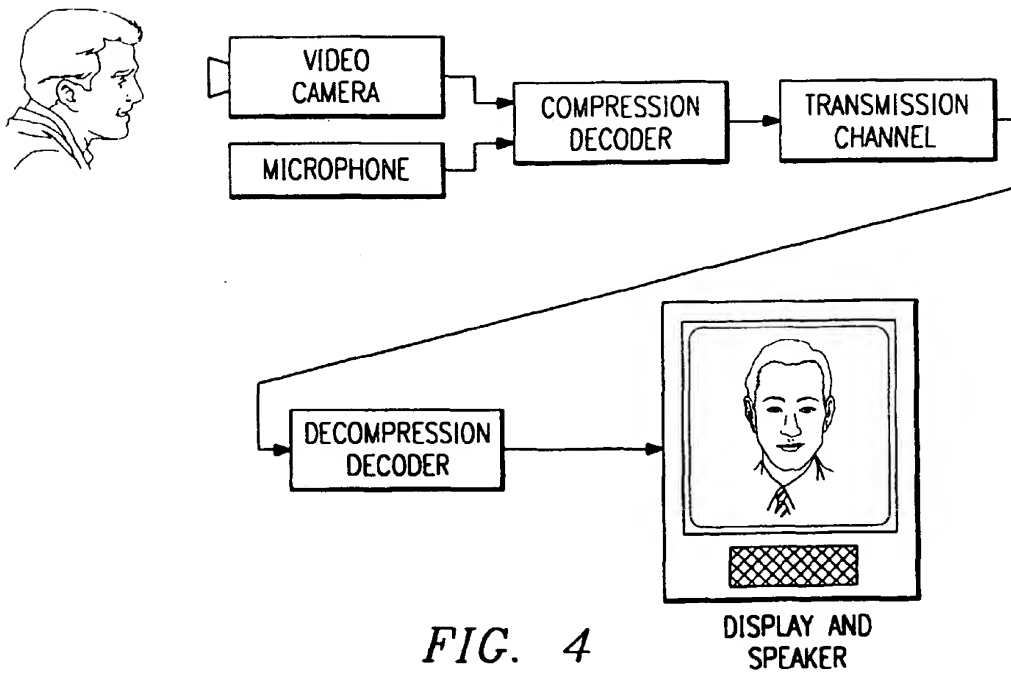 VIDEO
CAMERA
MICROPHONE
COMPRESSION
DECODER
TRANSMISSION
CHANNEL
DECOMPRESSION
DECODER
DISPLAY AND
SPEAKER
FIG. 4